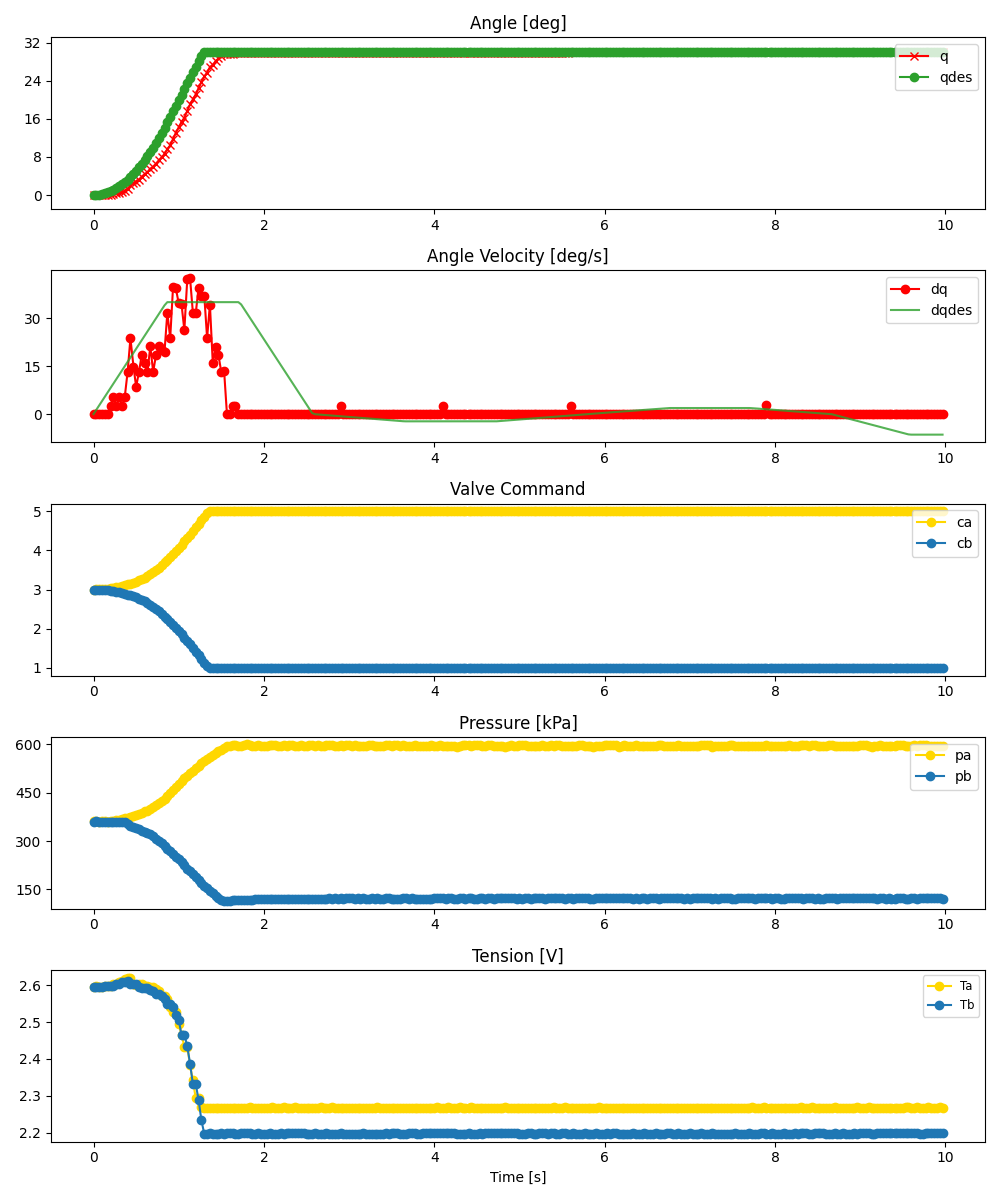 Angle [deg]
32
24
16
8
0
q
qdes
0 2 4 6 8 10
Angle Velocity [deg/s]
30
15
0
dq
dqdes
0 2 4 6 8 10
Valve Command
5
4
3
2
1
ca
cb
0 2 4 6 8 10
Pressure [kPa]
600
450
300
150
pa
pb
0 2 4 6 8 10
Tension [V]
2.6
2.5
2.4
2.3
2.2
Ta
Tb
0 2 4 6 8 10
Time [s]